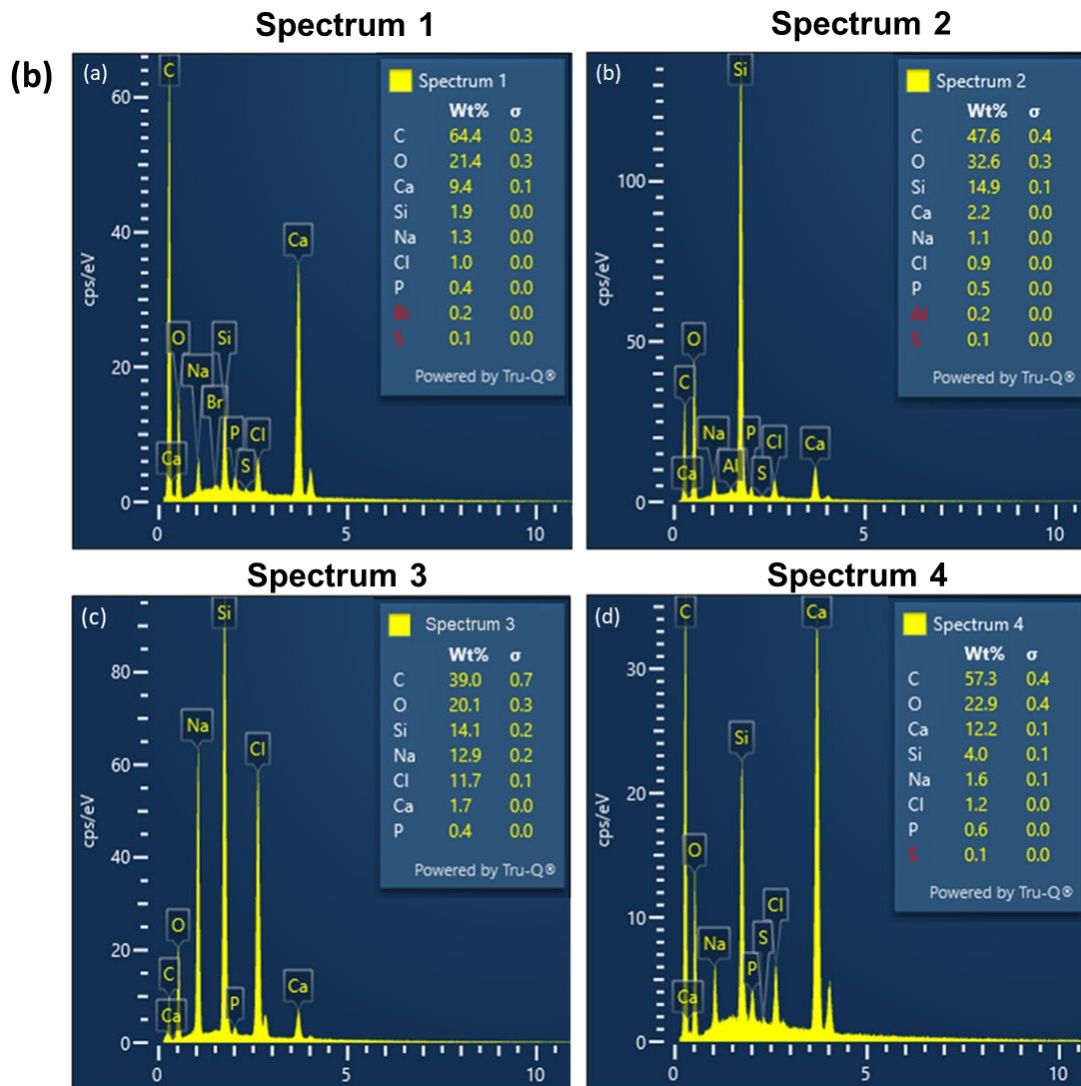 Spectrum 1
(b)
(a)
C
60
40
20
0
cps/eV
O
Na
Si
Br
P
Cl
S
Ca
Ca
0 5 10
Spectrum 1
Wt% σ
C 64.4 0.3
O 21.4 0.3
Ca 9.4 0.1
Si 1.9 0.0
Na 1.3 0.0
Cl 1.0 0.0
P 0.4 0.0
Br 0.2 0.0
S 0.1 0.0
Powered by Tru-Q®
Spectrum 2
(b)
Si
100
50
0
cps/eV
O
C
Na
P
Cl
Ca
Al
S
Ca
0 5 10
Spectrum 2
Wt% σ
C 47.6 0.4
O 32.6 0.3
Si 14.9 0.1
Ca 2.2 0.0
Na 1.1 0.0
Cl 0.9 0.0
P 0.5 0.0
Al 0.2 0.0
S 0.1 0.0
Powered by Tru-Q®
Spectrum 3
(c)
Si
80
60
40
20
0
cps/eV
Na
Cl
O
C
Ca
P
Ca
0 5 10
Spectrum 3
Wt% σ
C 39.0 0.7
O 20.1 0.3
Si 14.1 0.2
Na 12.9 0.2
Cl 11.7 0.1
Ca 1.7 0.0
P 0.4 0.0
Powered by Tru-Q®
Spectrum 4
(d)
C
Ca
30
20
10
0
cps/eV
Si
O
Cl
Na
S
P
Ca
0 5 10
Spectrum 4
Wt% σ
C 57.3 0.4
O 22.9 0.4
Ca 12.2 0.1
Si 4.0 0.1
Na 1.6 0.1
Cl 1.2 0.0
P 0.6 0.0
S 0.1 0.0
Powered by Tru-Q®